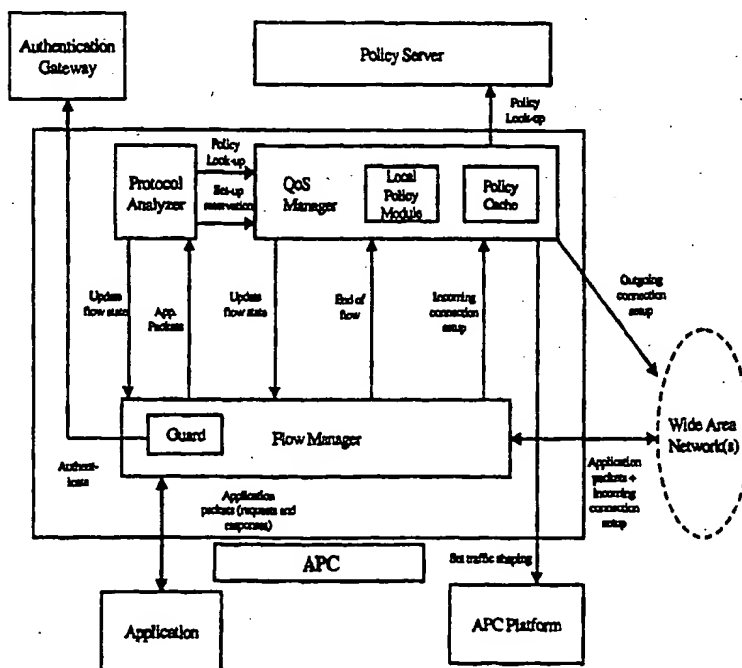 Authentication
Gateway
Policy Server
Policy
Look-up
Policy
Look-up
Protocol
Analyzer
Set-up
reservation
QoS
Manager
Local
Policy
Module
Policy
Cache
Update
flow state
App.
Packets
Update
flow state
End of
flow
Incoming
connection
setup
Outgoing
connection
setup
Guard
Flow Manager
Wide Area
Network(s)
Authent-
icate
Application
packets (requests and
responses)
Application
packets +
Incoming
connection
setup
APC
Set traffic shaping
Application
APC Platform